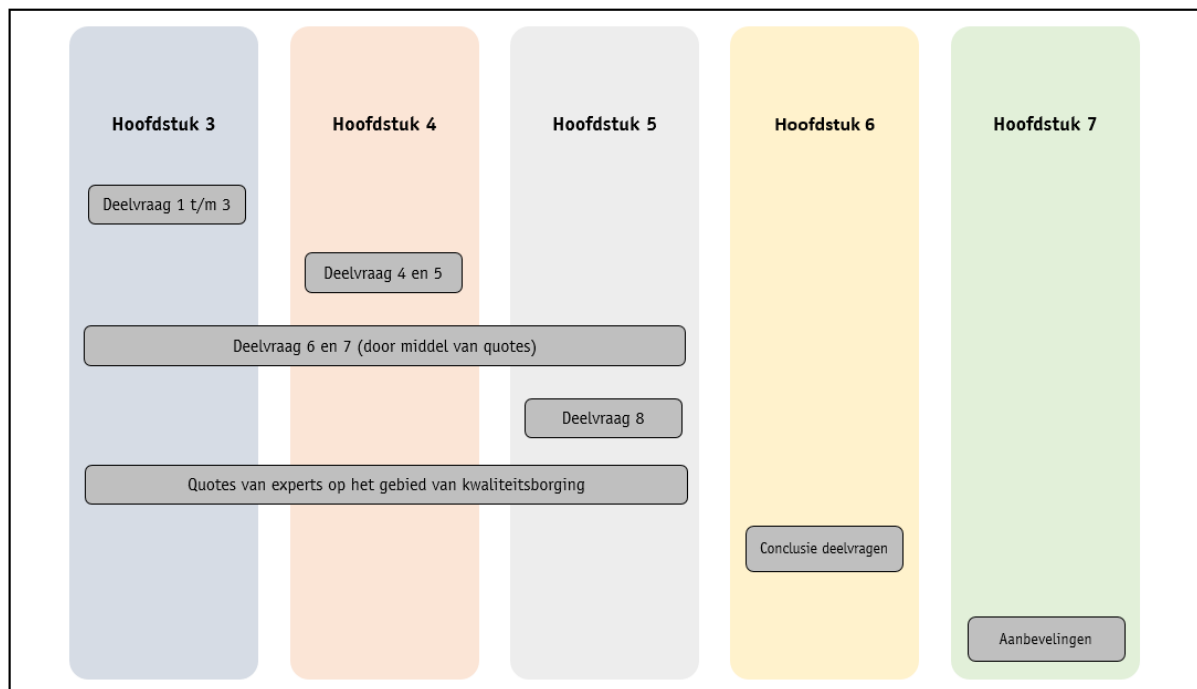 Hoofdstuk 3
Hoofdstuk 4
Hoofdstuk 5
Hoofdstuk 6
Hoofdstuk 7
Deelvraag 1 t/m 3
Deelvraag 4 en 5
Deelvraag 6 en 7 (door middel van quotes)
Deelvraag 8
Quotes van experts op het gebied van kwaliteitsborging
Conclusie deelvragen
Aanbevelingen